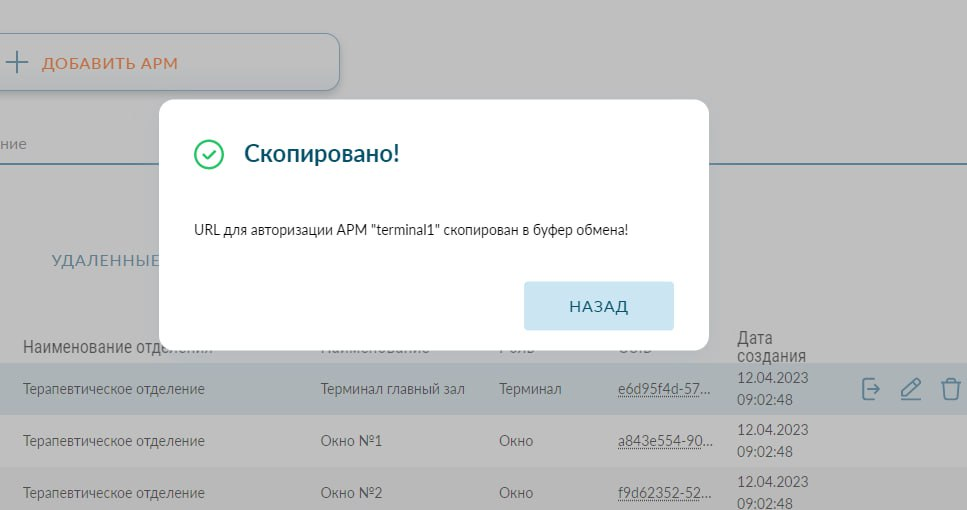 ДОБАВИТЬ АРМ
ние
Скопировано!
URL для авторизации АРМ "terminal1" скопирован в буфер обмена!
УДАЛЕННЫЕ
НАЗАД
Наименование отделения Наименование Роль UUID Дата создания
Терапевтическое отделение Терминал главный зал Терминал e6d95f4d-57... 12.04.2023 09:02:48
Терапевтическое отделение Окно №1 Окно a843e554-90... 12.04.2023 09:02:48
Терапевтическое отделение Окно №2 Окно f9d62352-52... 12.04.2023 09:02:48